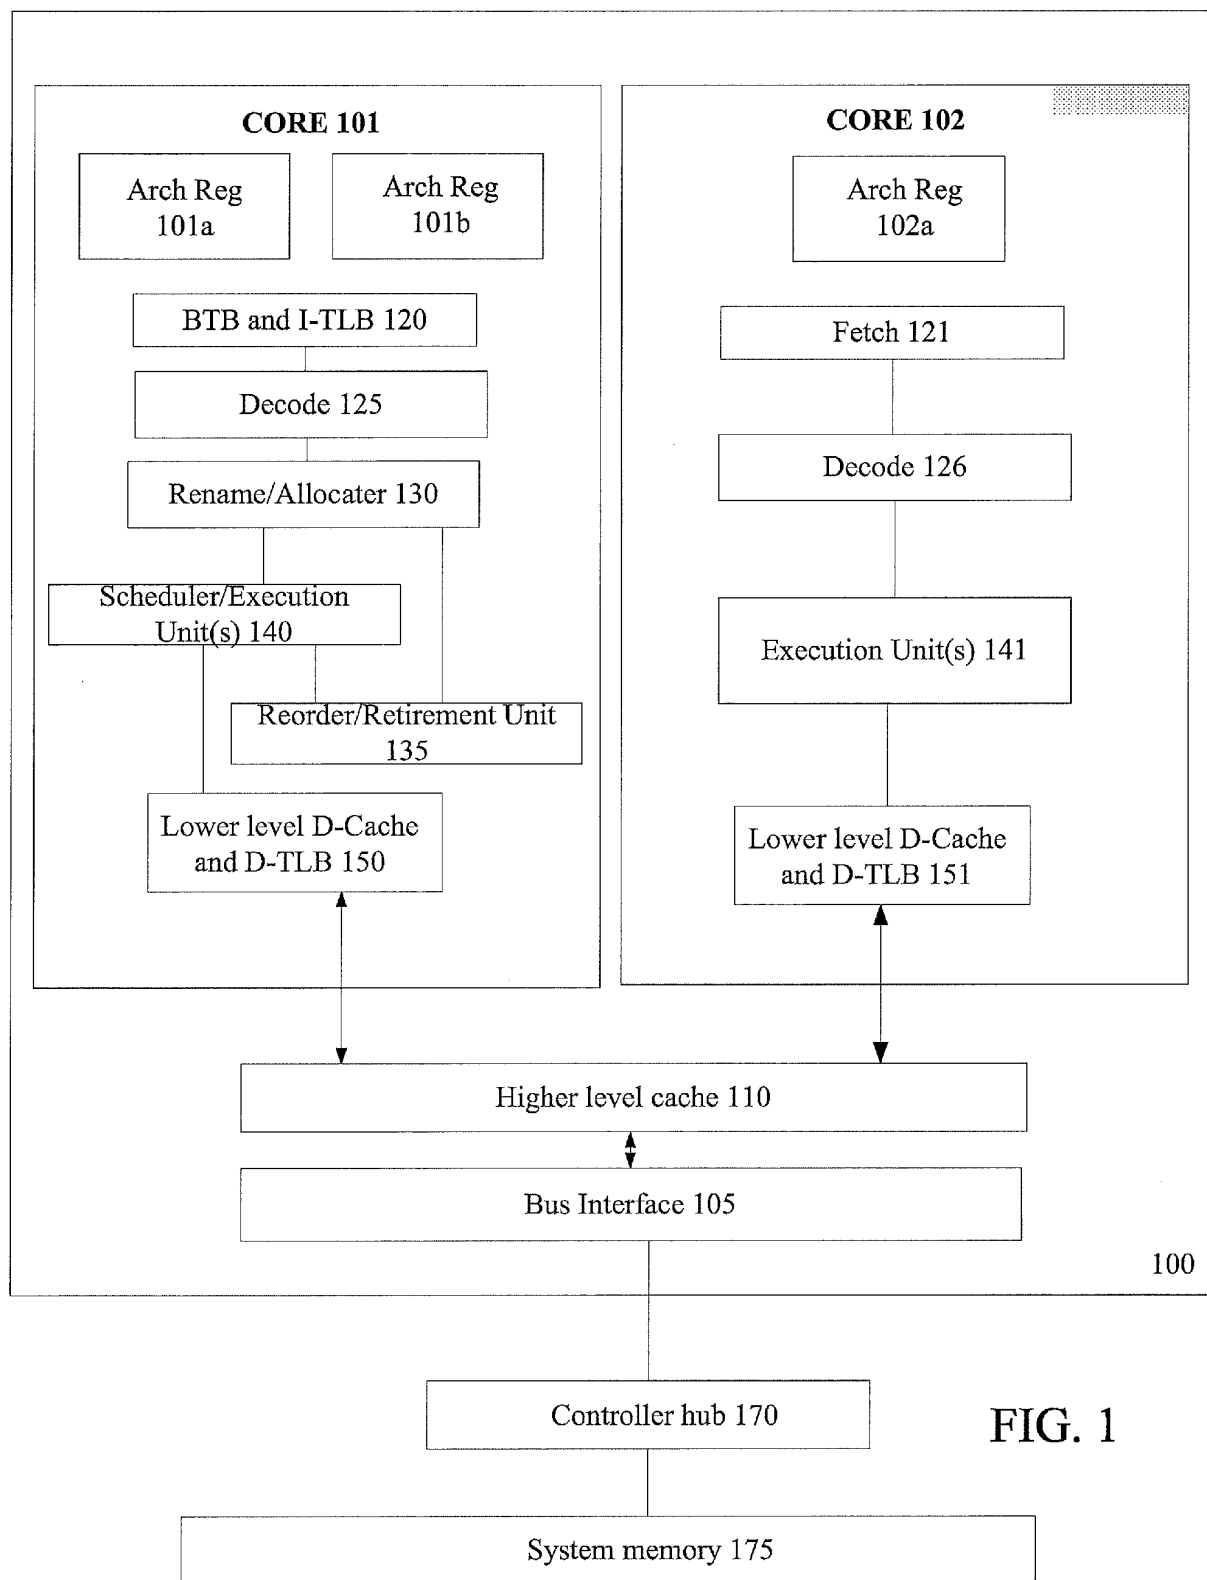 CORE 101
Arch Reg
101a
Arch Reg
101b
BTB and I-TLB 120
Decode 125
Rename/Allocater 130
Scheduler/Execution
Unit(s) 140
Reorder/Retirement Unit
135
Lower level D-Cache
and D-TLB 150
CORE 102
Arch Reg
102a
Fetch 121
Decode 126
Execution Unit(s) 141
Lower level D-Cache
and D-TLB 151
Higher level cache 110
Bus Interface 105
100
Controller hub 170
FIG. 1
System memory 175